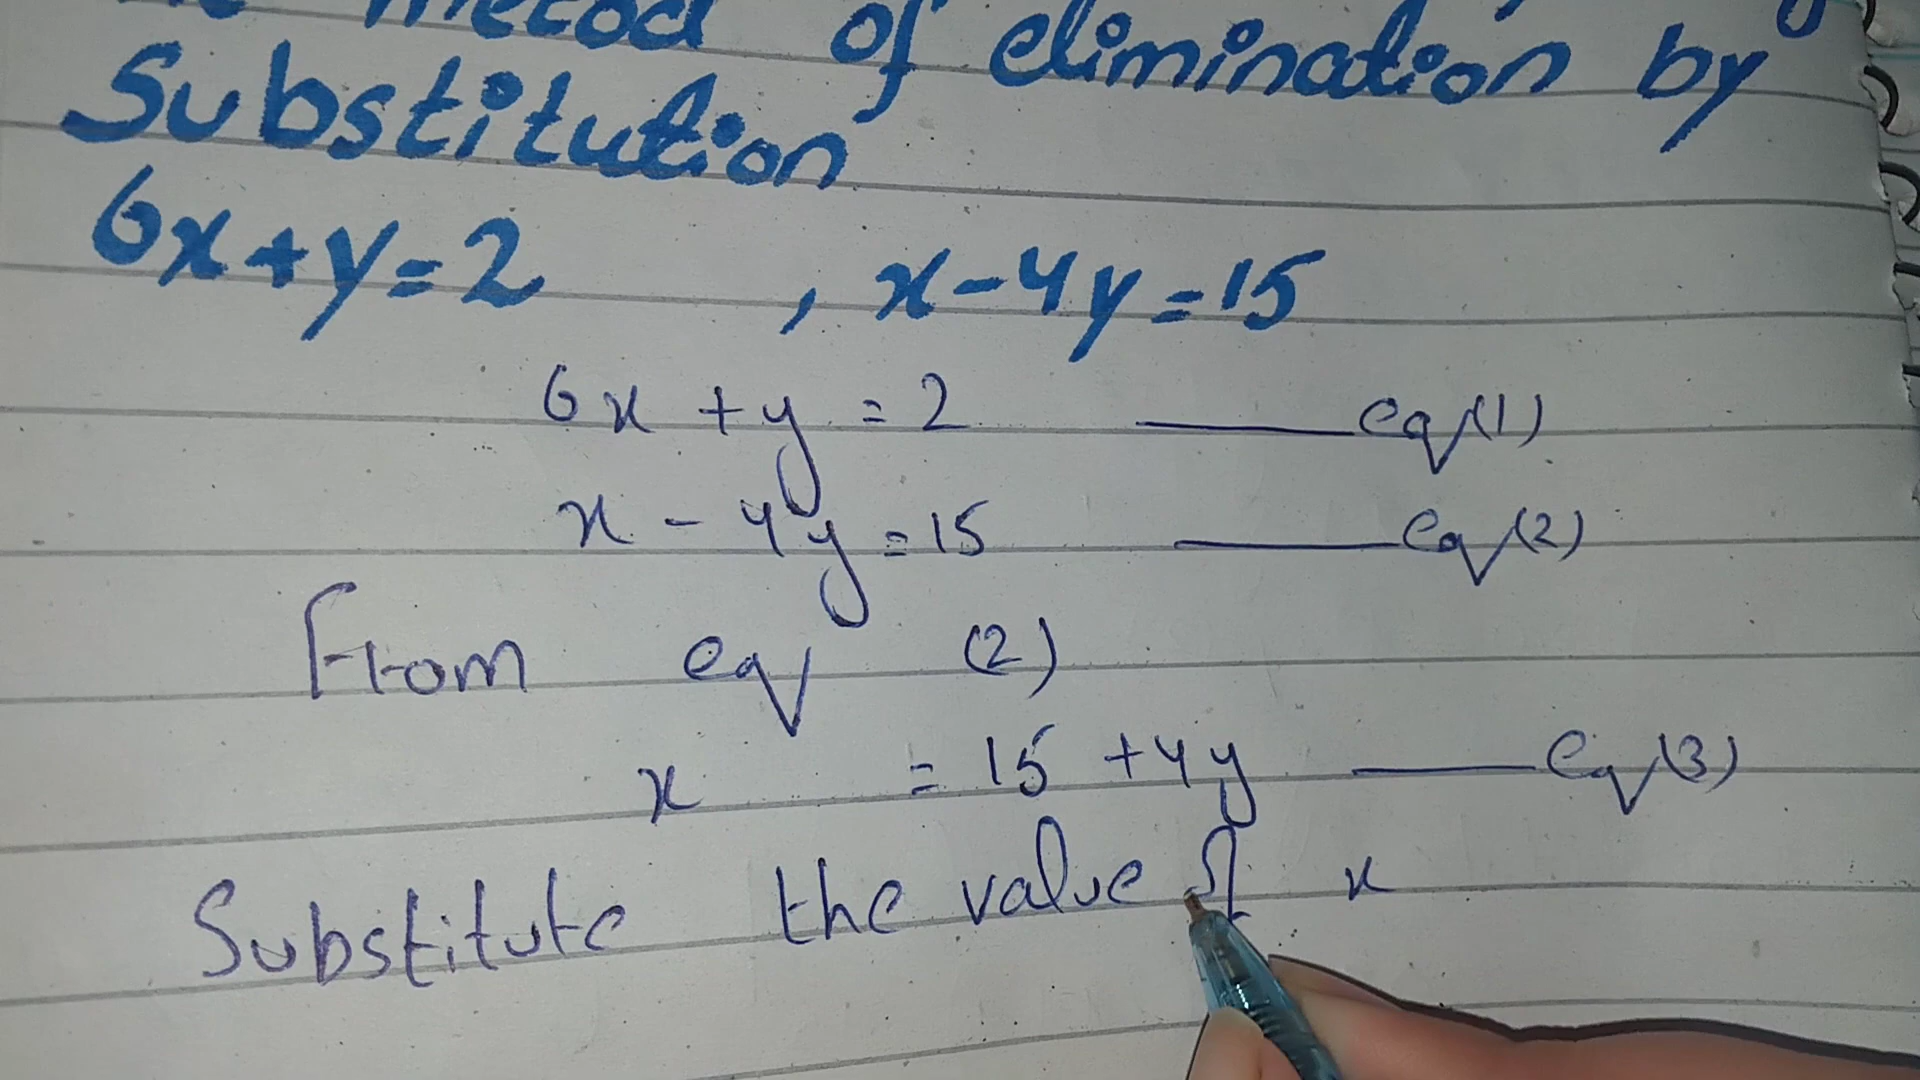 metod of elimination by
Substitution
6x+y=2 , x-4y=15
6x + y = 2 ——— eq(1)
x - 4y = 15 ——— eq(2)
From eq (2)
x = 15 + 4y ——— eq(3)
Substitute the value of x